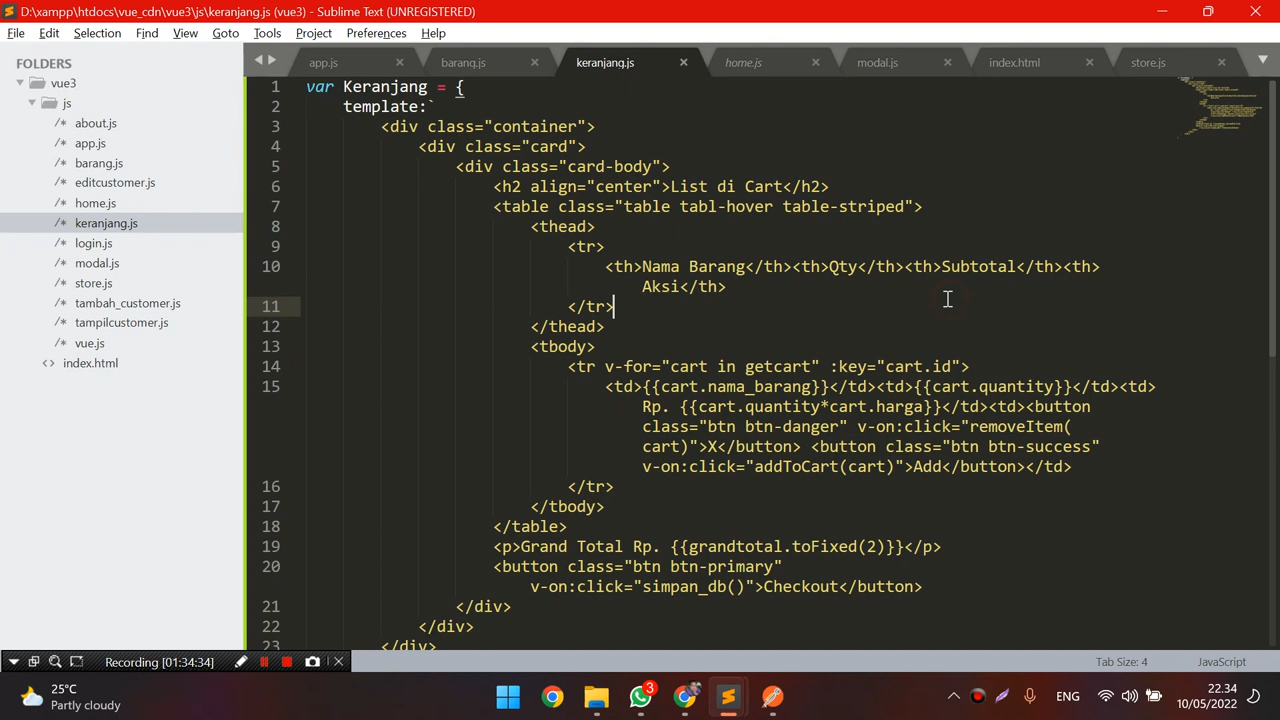 D:\xampp\htdocs\vue_cdn\vue3\js\keranjang.js (vue3) - Sublime Text (UNREGISTERED)
File Edit Selection Find View Goto Tools Project Preferences Help
FOLDERS
vue3
js
/* about.js
/* app.js
/* barang.js
/* editcustomer.js
/* home.js
/* keranjang.js
/* login.js
/* modal.js
/* store.js
/* tambah_customer.js
/* tampilcustomer.js
/* vue.js
<> index.html
app.js barang.js keranjang.js home.js modal.js index.html store.js
1 var Keranjang = {
2 template:`
3 <div class="container">
4 <div class="card">
5 <div class="card-body">
6 <h2 align="center">List di Cart</h2>
7 <table class="table tabl-hover table-striped">
8 <thead>
9 <tr>
10 <th>Nama Barang</th><th>Qty</th><th>Subtotal</th><th>
Aksi</th>
11 </tr>
12 </thead>
13 <tbody>
14 <tr v-for="cart in getcart" :key="cart.id">
15 <td>{{cart.nama_barang}}</td><td>{{cart.quantity}}</td><td>
Rp. {{cart.quantity*cart.harga}}</td><td><button
class="btn btn-danger" v-on:click="removeItem(
cart)">X</button> <button class="btn btn-success"
v-on:click="addToCart(cart)">Add</button></td>
16 </tr>
17 </tbody>
18 </table>
19 <p>Grand Total Rp. {{grandtotal.toFixed(2)}}</p>
20 <button class="btn btn-primary"
v-on:click="simpan_db()">Checkout</button>
21 </div>
22 </div>
23 </div>
Recording [01:34:34]
Tab Size: 4 JavaScript
25°C
Partly cloudy
3
ENG
22.34
10/05/2022